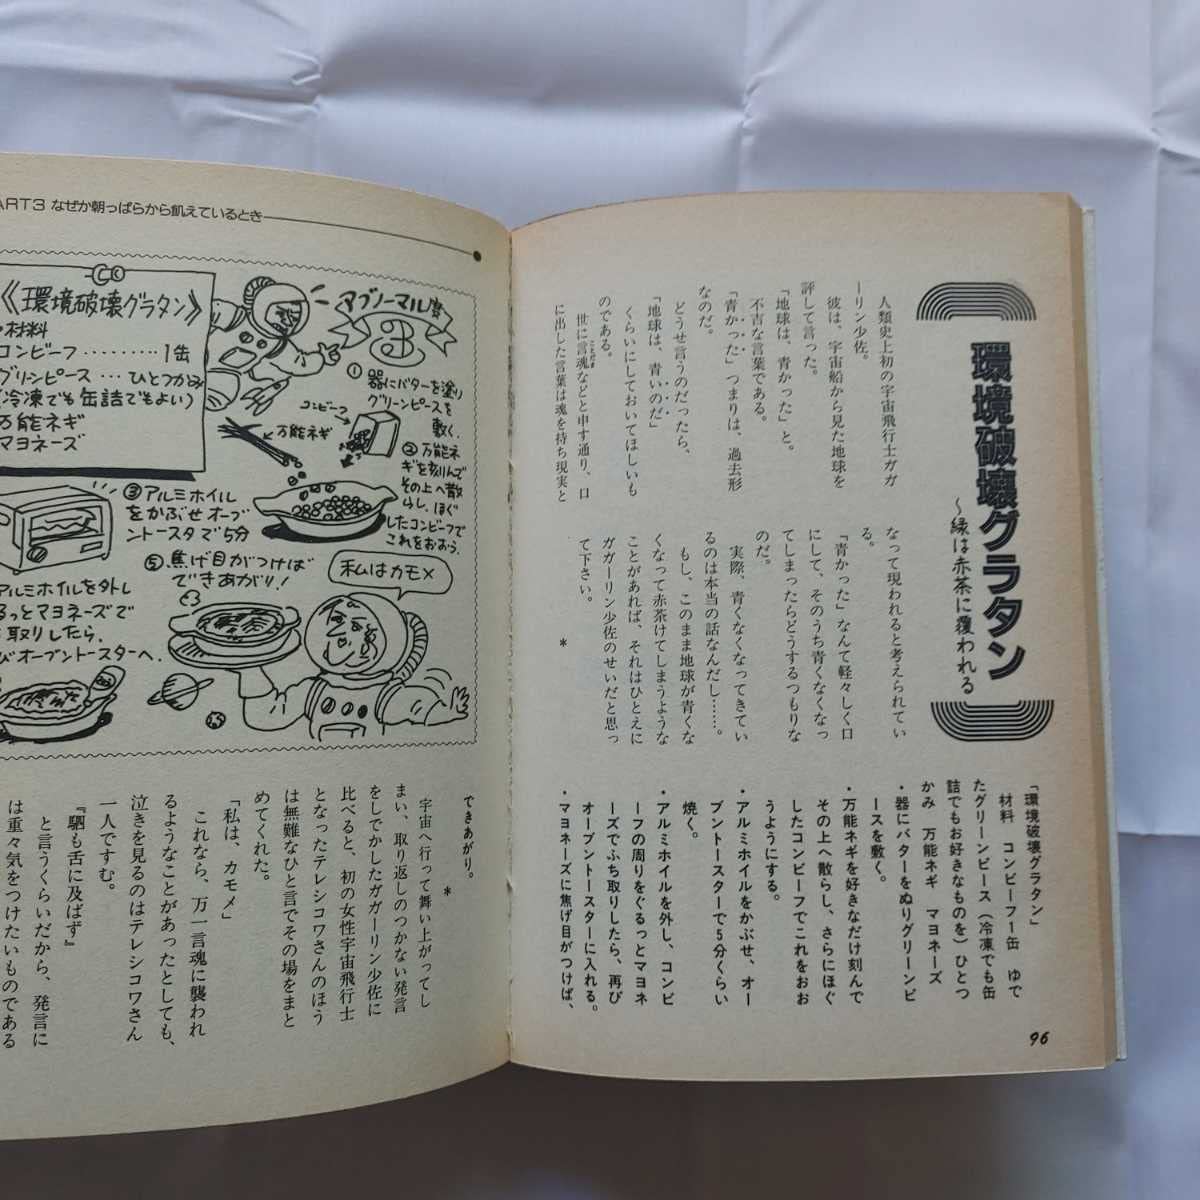 環境破壊グラタン
〜縁は赤茶に覆われる
人類史上初の宇宙飛行士ガガ
ーリン少佐。
彼は、宇宙船から見た地球を
評して言った。
「地球は、青かった」と。
不吉な言葉である。
「青かった」つまりは、過去形
なのだ。
どうせ言うのだったら、
「地球は、青いのだ」
くらいにしておいてほしいも
のである。
世に言魂などと申す通り、口
ことだま
に出した言葉は魂を持ち現実と
なって現われると考えられてい
る。
「青かった」なんて軽々しく口
にして、そのうち青くなくなっ
てしまったらどうするつもりな
のだ。
実際、青くなくなってきてい
るのは本当の話なんだし……。
もし、このまま地球が青くな
くなって赤茶けてしまうような
ことがあれば、それはひとえに
ガガーリン少佐のせいだと思っ
て下さい。
*
「環境破壊グラタン」
材料 コンビーフ1缶 ゆで
たグリーンピース(冷凍でも缶
詰でもお好きなものを)ひとつ
かみ 万能ネギ マヨネーズ
・器にバターをぬりグリーンピ
ースを敷く。
・万能ネギを好きなだけ刻んで
その上へ散らし、さらにほぐ
したコンビーフでこれをおお
うようにする。
・アルミホイルをかぶせ、オー
ブントースターで5分くらい
焼く。
・アルミホイルを外し、コンビ
ーフの周りをぐるっとマヨネ
ーズでふち取りしたら、再び
オーブントースターに入れる。
・マヨネーズに焦げ目がつけば、
96
ART3 なぜか朝っぱらから飢えているとき
《環境破壊グラタン》
材料
コンビーフ………1缶
グリンピース…ひとつかみ
(冷凍でも缶詰でもよい)
万能ネギ
マヨネーズ
アブノーマル度
3
① 器にバターを塗り
グリーンピースを
敷く.
コンビーフ
万能ネギ
② 万能ネ
ギを刻んで
その上へ散
らし、ほぐ
したコンビーフで
これをおおう.
③ アルミホイル
をかぶせオーブ
ントースタで5分
アルミホイルを外し
るっとマヨネーズで
取りしたら、
びオーブントースターへ.
⑤ 焦げ目がつけば
できあがり!
私はカモメ
できあがり。
*
宇宙へ行って舞い上がってし
まい、取り返しのつかない発言
をしでかしたガガーリン少佐に
比べると、初の女性宇宙飛行士
となったテレシコワさんのほう
は無難なひと言でその場をまと
めてくれた。
「私は、カモメ」
これなら、万一言魂に襲われ
るようなことがあったとしても、
泣きを見るのはテレシコワさん
一人ですむ。
『駟も舌に及ばず』
と言うくらいだから、発言に
は重々気をつけたいものである